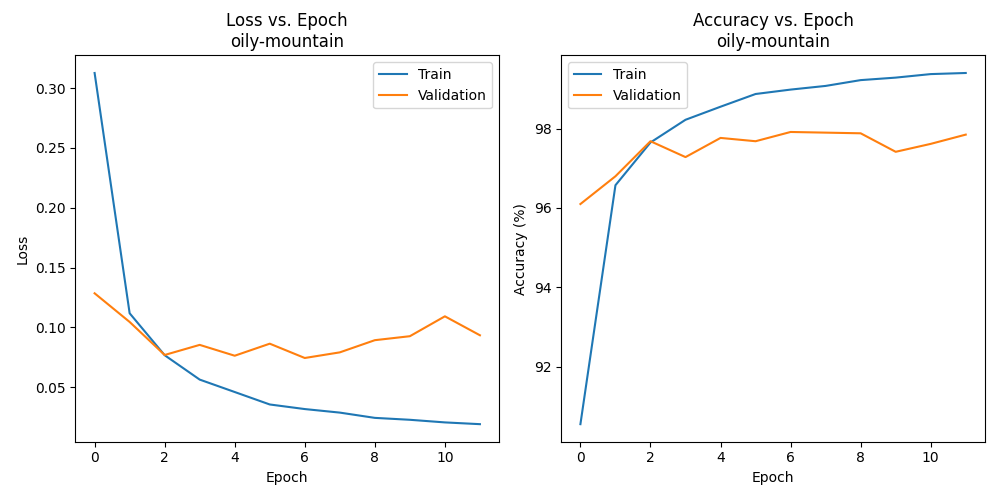 Loss vs. Epoch
oily-mountain
Train
Validation
0.30
0.25
0.20
0.15
0.10
0.05
Loss
0 2 4 6 8 10
Epoch
Accuracy vs. Epoch
oily-mountain
Train
Validation
98
96
94
92
Accuracy (%)
0 2 4 6 8 10
Epoch